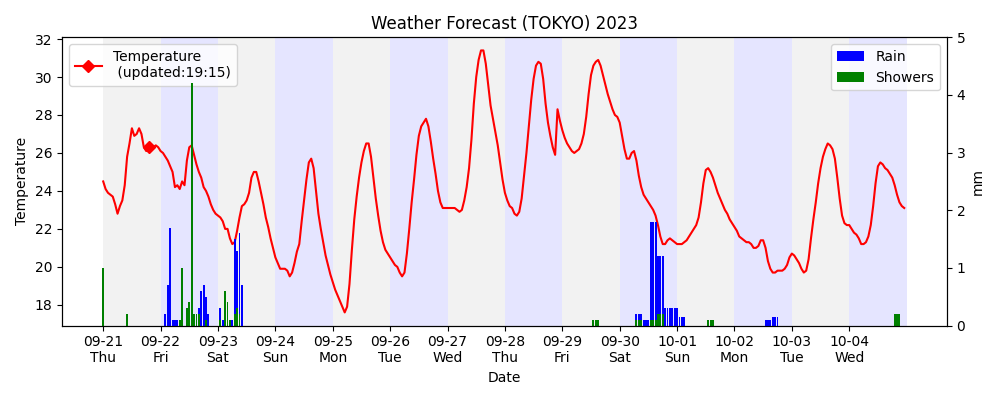 Weather Forecast (TOKYO) 2023
Temperature
(updated:19:15)
Rain
Showers
32
30
28
26
24
22
20
18
Temperature
5
4
3
2
1
0
mm
09-21 09-22 09-23 09-24 09-25 09-26 09-27 09-28 09-29 09-30 10-01 10-02 10-03 10-04
Thu Fri Sat Sun Mon Tue Wed Thu Fri Sat Sun Mon Tue Wed
Date